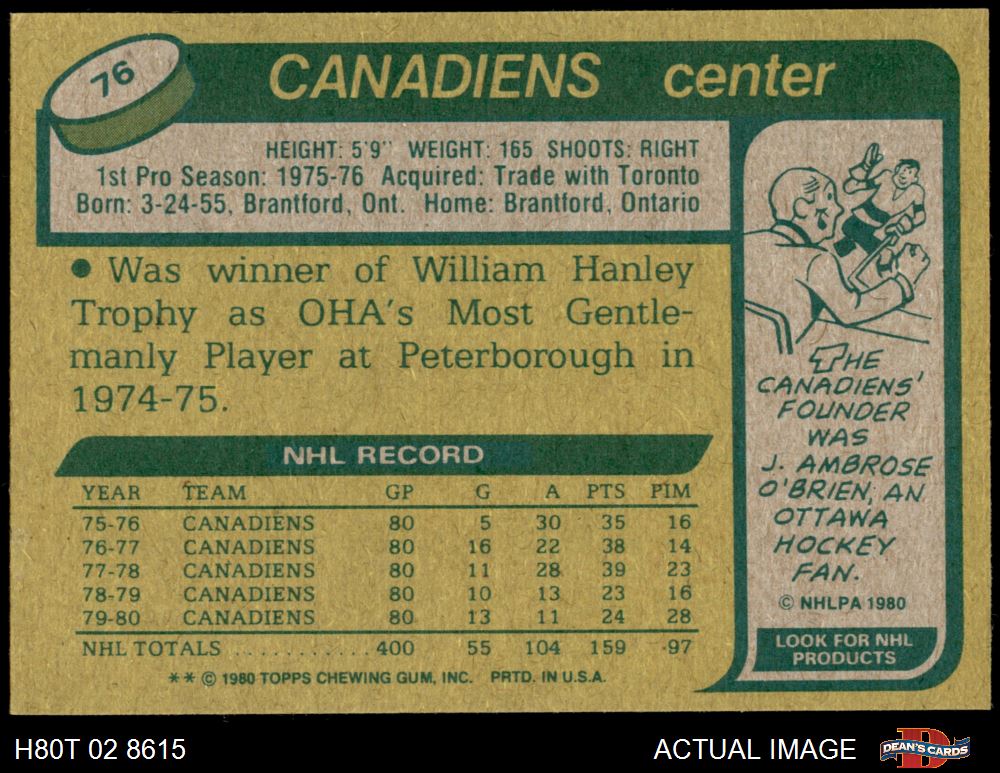 76
CANADIENS center
HEIGHT: 5'9" WEIGHT: 165 SHOOTS: RIGHT
1st Pro Season: 1975-76 Acquired: Trade with Toronto
Born: 3-24-55, Brantford, Ont. Home: Brantford, Ontario
● Was winner of William Hanley
Trophy as OHA's Most Gentle-
manly Player at Peterborough in
1974-75.
NHL RECORD
YEAR TEAM GP G A PTS PIM
75-76 CANADIENS 80 5 30 35 16
76-77 CANADIENS 80 16 22 38 14
77-78 CANADIENS 80 11 28 39 23
78-79 CANADIENS 80 10 13 23 16
79-80 CANADIENS 80 13 11 24 28
NHL TOTALS ............ 400 55 104 159 97
** © 1980 TOPPS CHEWING GUM, INC. PRTD. IN U.S.A.
THE
CANADIENS'
FOUNDER
WAS
J. AMBROSE
O'BRIEN, AN
OTTAWA
HOCKEY
FAN.
© NHLPA 1980
LOOK FOR NHL
PRODUCTS
H80T 02 8615
ACTUAL IMAGE
DEAN'S CARDS